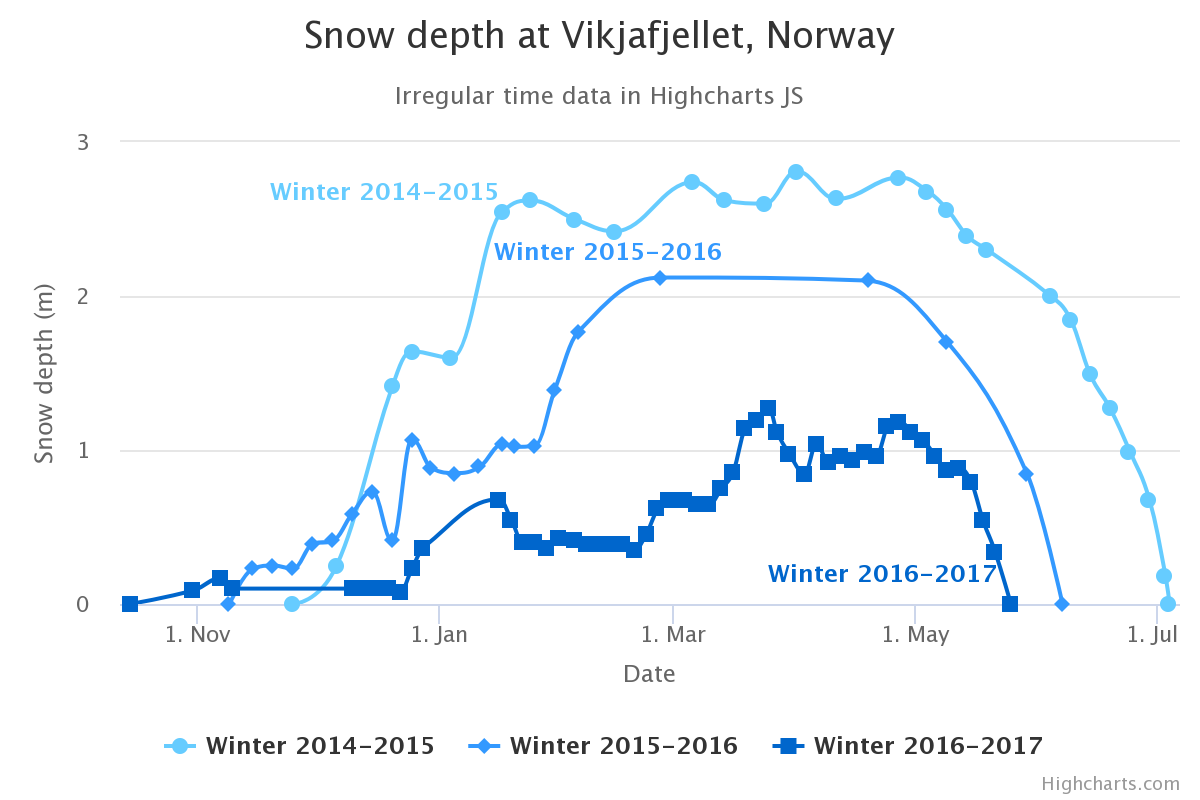 Snow depth at Vikjafjellet, Norway
Irregular time data in Highcharts JS
3
Winter 2014-2015
Winter 2015-2016
2
Snow depth (m)
1
Winter 2016-2017
0
1. Nov
1. Jan
1. Mar
1. May
1. Jul
Date
Winter 2014-2015
Winter 2015-2016
Winter 2016-2017
Highcharts.com